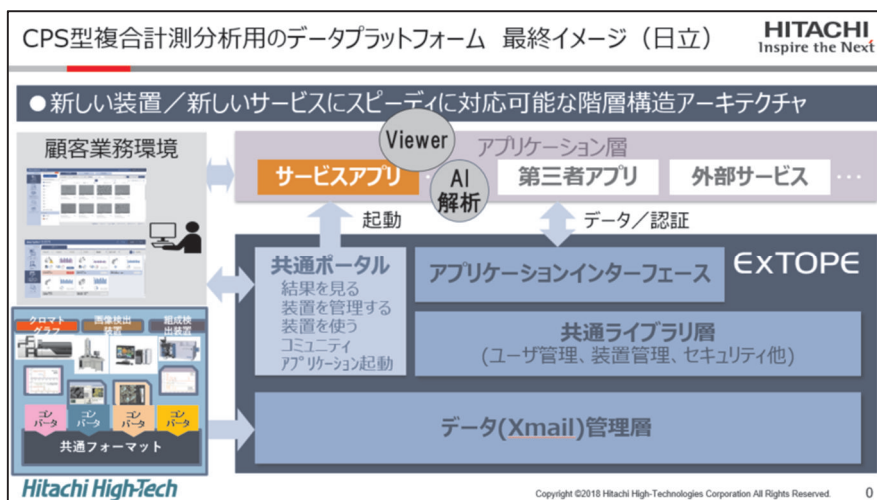 CPS型複合計測分析用のデータプラットフォーム 最終イメージ（日立）
HITACHI
Inspire the Next
●新しい装置／新しいサービスにスピーディに対応可能な階層構造アーキテクチャ
顧客業務環境
Viewer
アプリケーション層
サービスアプリ
AI
解析
第三者アプリ
外部サービス
･･･
起動
データ／認証
共通ポータル
結果を見る
装置を管理する
装置を使う
コミュニティ
アプリケーション起動
アプリケーションインターフェース
ExTOPE
共通ライブラリ層
(ユーザ管理、装置管理、セキュリティ他)
クロマト
グラフ
画像検出
装置
組成検
出装置
コン
バータ
コン
バータ
コン
バータ
コン
バータ
共通フォーマット
データ(Xmail)管理層
Hitachi High-Tech
Copyright ©2018 Hitachi High-Technologies Corporation All Rights Reserved.
0